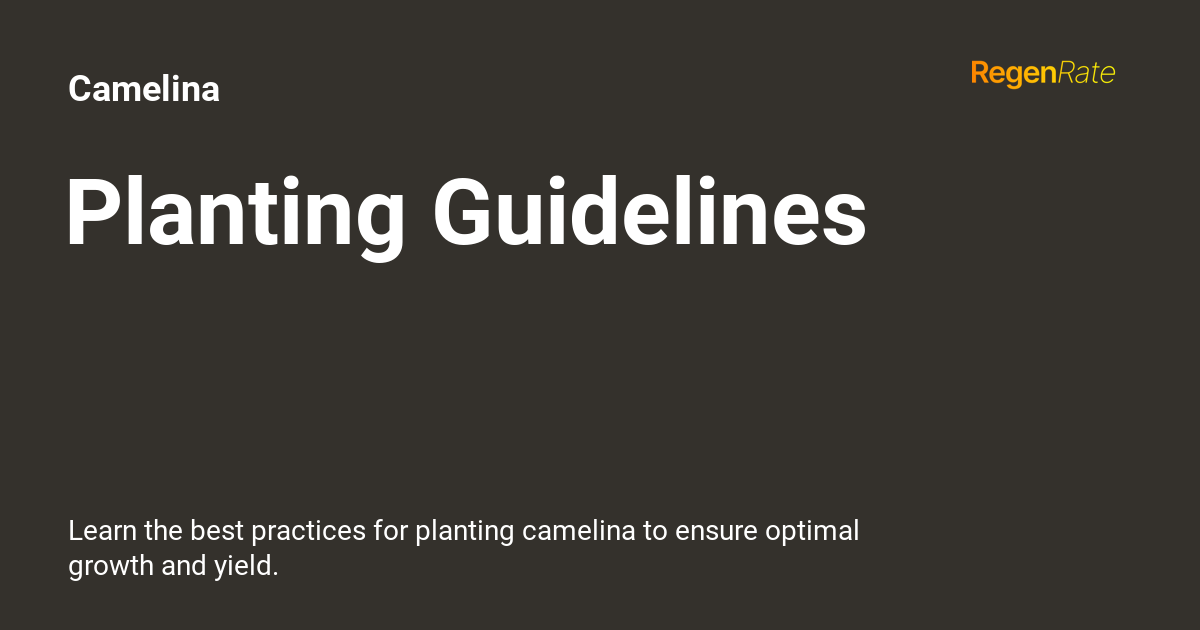 Camelina
RegenRate
Planting Guidelines
Learn the best practices for planting camelina to ensure optimal
growth and yield.